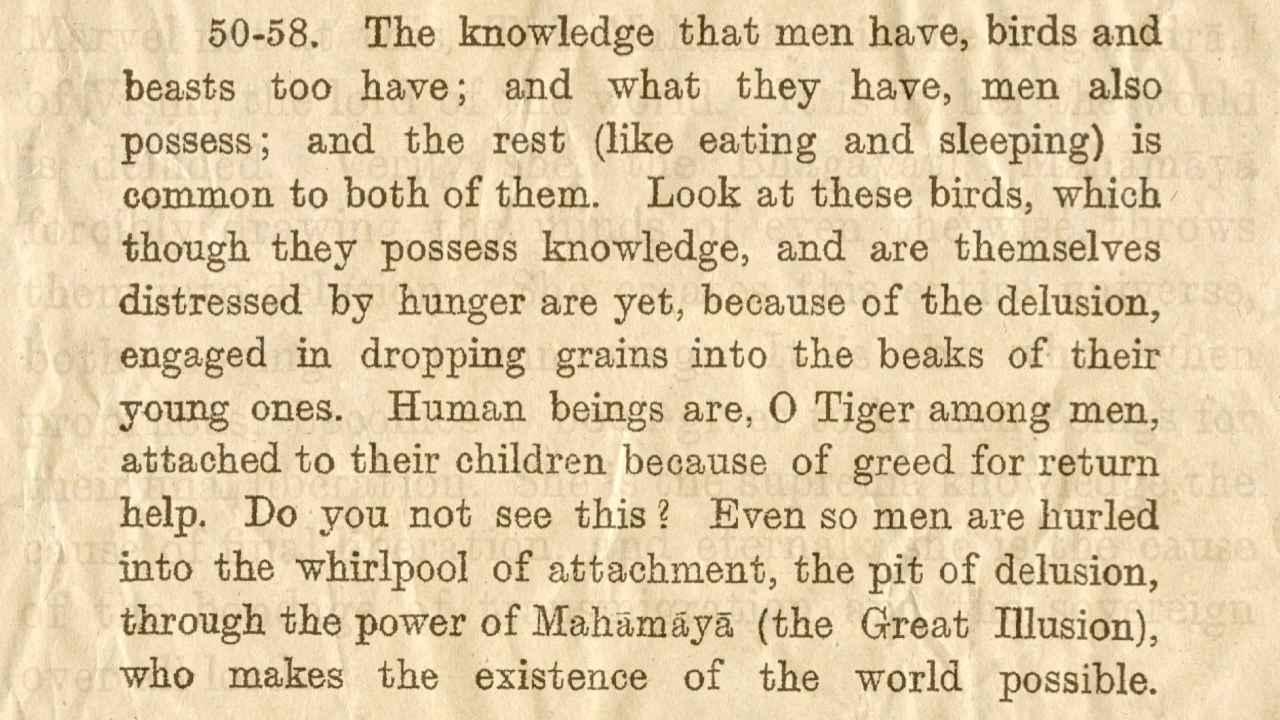 50-58. The knowledge that men have, birds and
beasts too have; and what they have, men also
possess; and the rest (like eating and sleeping) is
common to both of them. Look at these birds, which
though they possess knowledge, and are themselves
distressed by hunger are yet, because of the delusion,
engaged in dropping grains into the beaks of their
young ones. Human beings are, O Tiger among men,
attached to their children because of greed for return
help. Do you not see this? Even so men are hurled
into the whirlpool of attachment, the pit of delusion,
through the power of Mahāmáyā (the Great Illusion),
who makes the existence of the world possible.